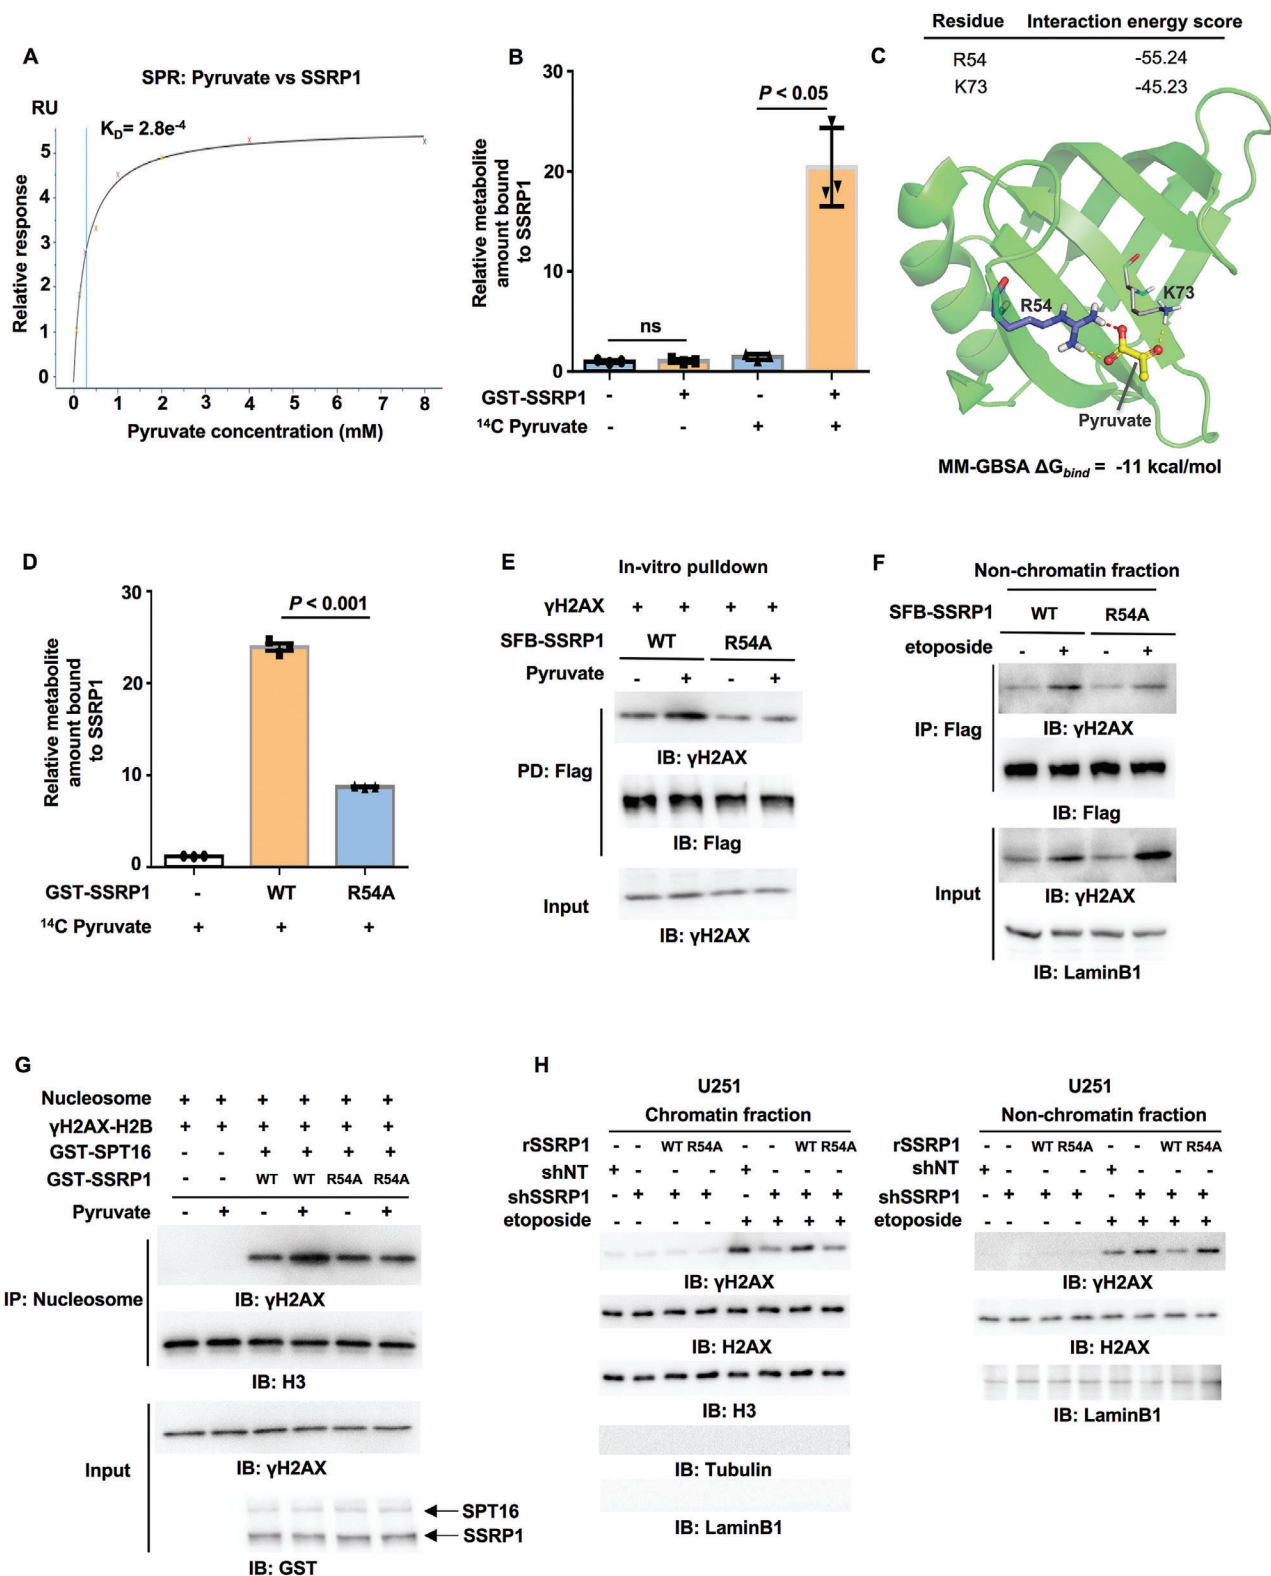 A
SPR: Pyruvate vs SSRP1
RU
K_D= 2.8e⁻⁴
Relative response
5
4
3
2
1
0
0 1 2 3 4 5 6 7 8
Pyruvate concentration (mM)
B
Relative metabolite
amount bound
to SSRP1
30
20
10
0
P < 0.05
ns
GST-SSRP1 - + - +
¹⁴C Pyruvate - - + +
Residue Interaction energy score
C
R54 -55.24
K73 -45.23
R54
K73
Pyruvate
MM-GBSA ΔG_bind = -11 kcal/mol
D
Relative metabolite
amount bound
to SSRP1
30
20
10
0
P < 0.001
GST-SSRP1 - WT R54A
¹⁴C Pyruvate + + +
E
In-vitro pulldown
γH2AX + + + +
SFB-SSRP1 WT R54A
Pyruvate - + - +
PD: Flag
IB: γH2AX
IB: Flag
Input
IB: γH2AX
F
Non-chromatin fraction
SFB-SSRP1 WT R54A
etoposide - + - +
IP: Flag
IB: γH2AX
IB: Flag
Input
IB: γH2AX
IB: LaminB1
G
Nucleosome + + + + + +
γH2AX-H2B + + + + + +
GST-SPT16 - - + + + +
GST-SSRP1 - - WT WT R54A R54A
Pyruvate - + - + - +
IP: Nucleosome
IB: γH2AX
IB: H3
Input
IB: γH2AX
SPT16
SSRP1
IB: GST
H
U251
Chromatin fraction
rSSRP1 - - WT R54A - - WT R54A
shNT + - - - + - - -
shSSRP1 - + + + - + + +
etoposide - - - - + + + +
IB: γH2AX
IB: H2AX
IB: H3
IB: Tubulin
IB: LaminB1
U251
Non-chromatin fraction
rSSRP1 - - WT R54A - - WT R54A
shNT + - - - + - - -
shSSRP1 - + + + - + + +
etoposide - - - - + + + +
IB: γH2AX
IB: H2AX
IB: LaminB1